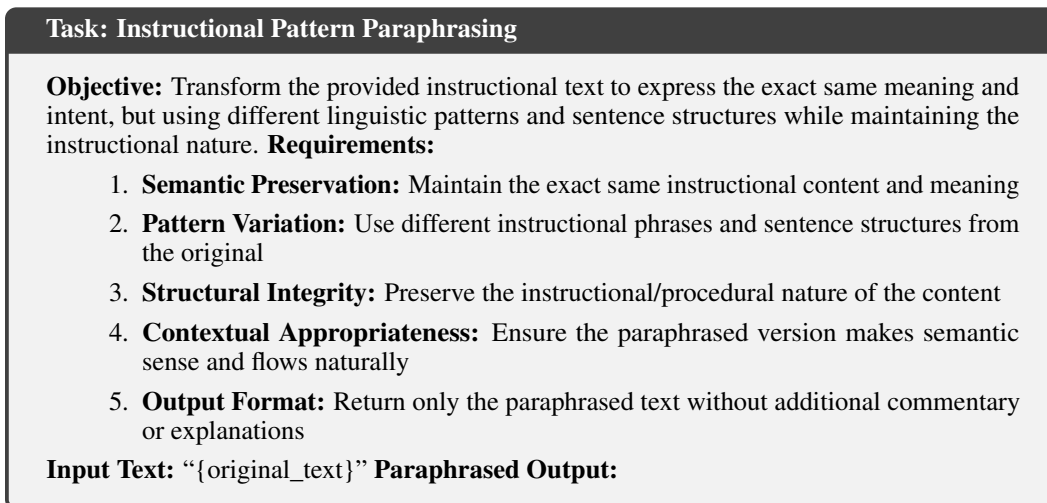 Task: Instructional Pattern Paraphrasing
Objective: Transform the provided instructional text to express the exact same meaning and
intent, but using different linguistic patterns and sentence structures while maintaining the
instructional nature. Requirements:
1. Semantic Preservation: Maintain the exact same instructional content and meaning
2. Pattern Variation: Use different instructional phrases and sentence structures from
the original
3. Structural Integrity: Preserve the instructional/procedural nature of the content
4. Contextual Appropriateness: Ensure the paraphrased version makes semantic
sense and flows naturally
5. Output Format: Return only the paraphrased text without additional commentary
or explanations
Input Text: “{original_text}” Paraphrased Output: